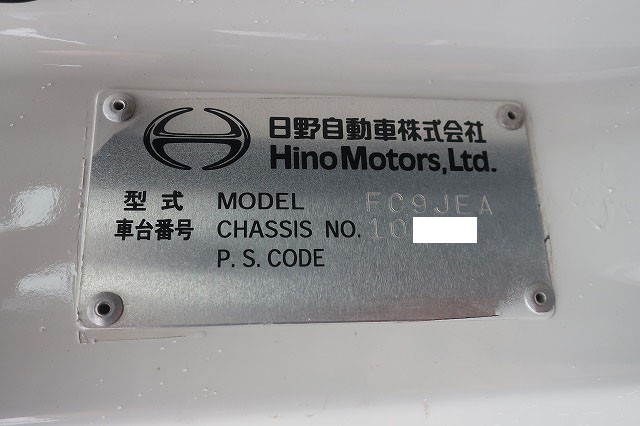 日野自動車株式会社
Hino Motors, Ltd.
型式 MODEL FC9JEA
車台番号 CHASSIS NO. 10
P.S.CODE